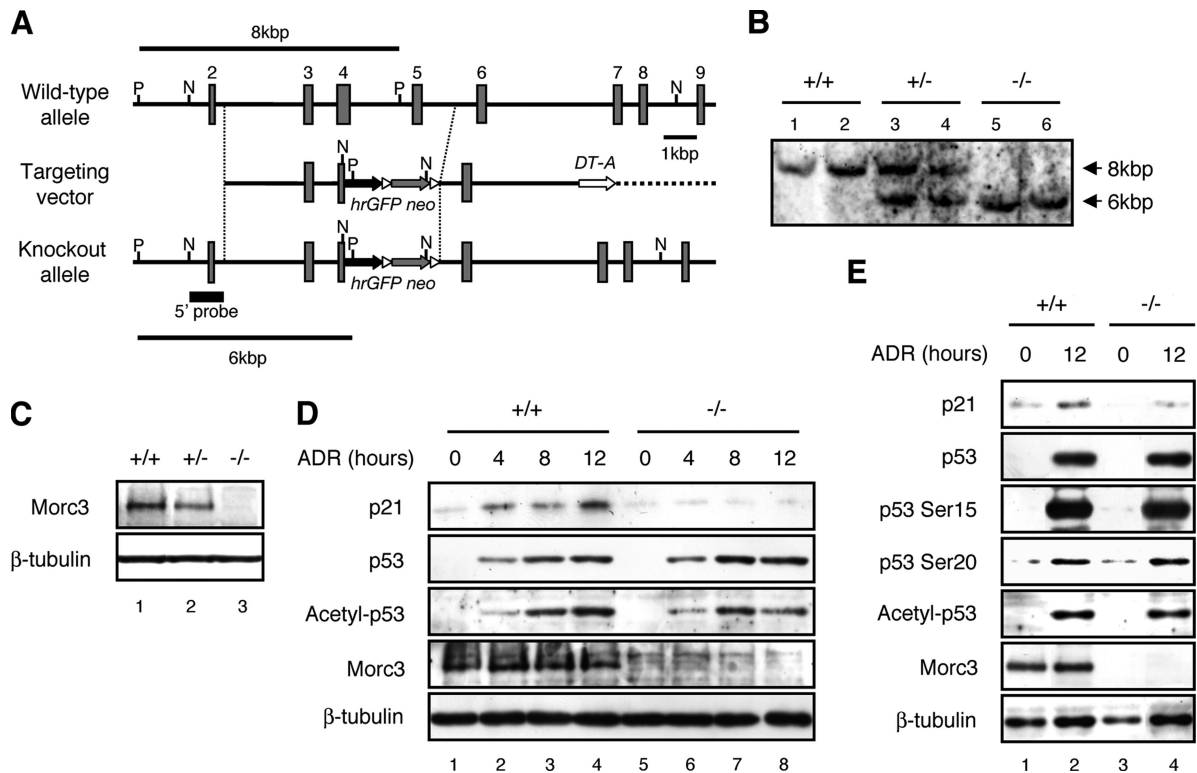 A
8kbp
2 3 4 5 6 7 8 9
P N P N
Wild-type
allele
1kbp
N P N
DT-A
Targeting
vector
hrGFP neo
P N N P N N
Knockout
allele
hrGFP neo
5' probe
6kbp
B
+/+ +/- -/-
1 2 3 4 5 6
8kbp
6kbp
C
+/+ +/- -/-
Morc3
β-tubulin
1 2 3
D
+/+ -/-
ADR (hours) 0 4 8 12 0 4 8 12
p21
p53
Acetyl-p53
Morc3
β-tubulin
1 2 3 4 5 6 7 8
E
+/+ -/-
ADR (hours) 0 12 0 12
p21
p53
p53 Ser15
p53 Ser20
Acetyl-p53
Morc3
β-tubulin
1 2 3 4